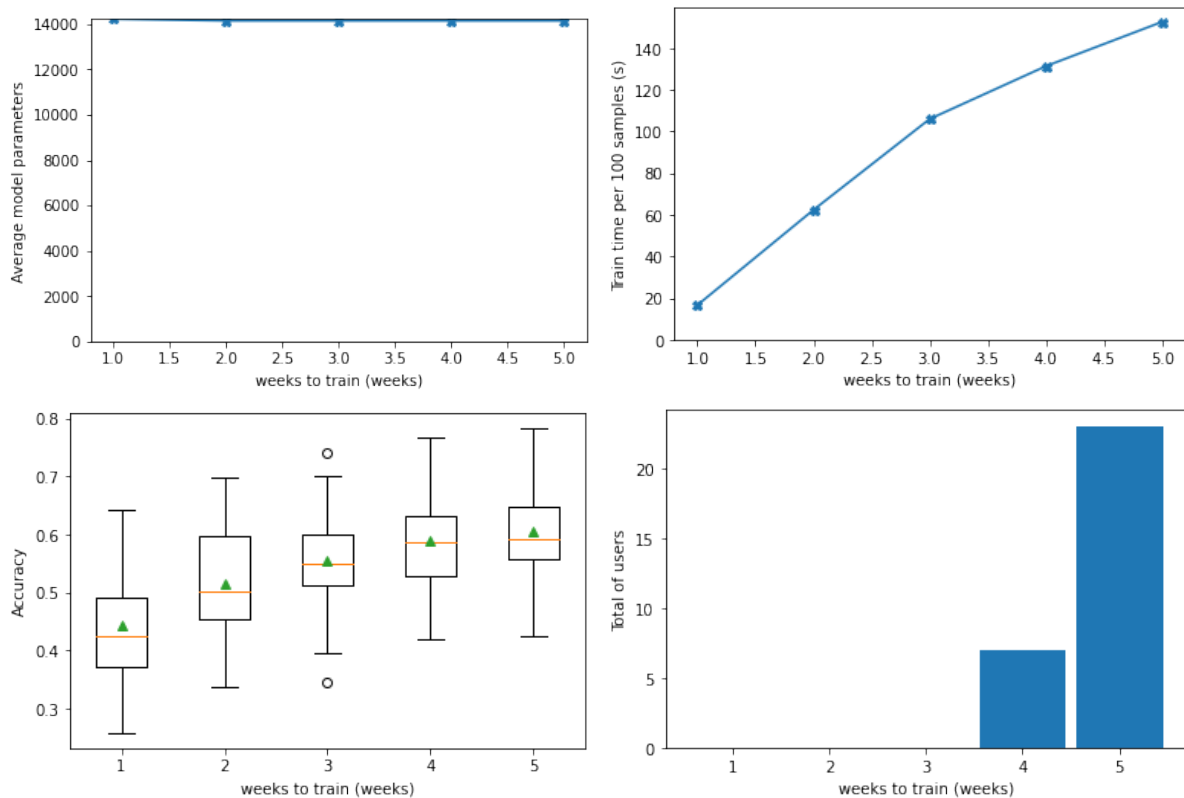 Average model parameters
14000
12000
10000
8000
6000
4000
2000
0
1.0 1.5 2.0 2.5 3.0 3.5 4.0 4.5 5.0
weeks to train (weeks)
Train time per 100 samples (s)
140
120
100
80
60
40
20
0
1.0 1.5 2.0 2.5 3.0 3.5 4.0 4.5 5.0
weeks to train (weeks)
Accuracy
0.8
0.7
0.6
0.5
0.4
0.3
1 2 3 4 5
weeks to train (weeks)
Total of users
20
15
10
5
0
1 2 3 4 5
weeks to train (weeks)